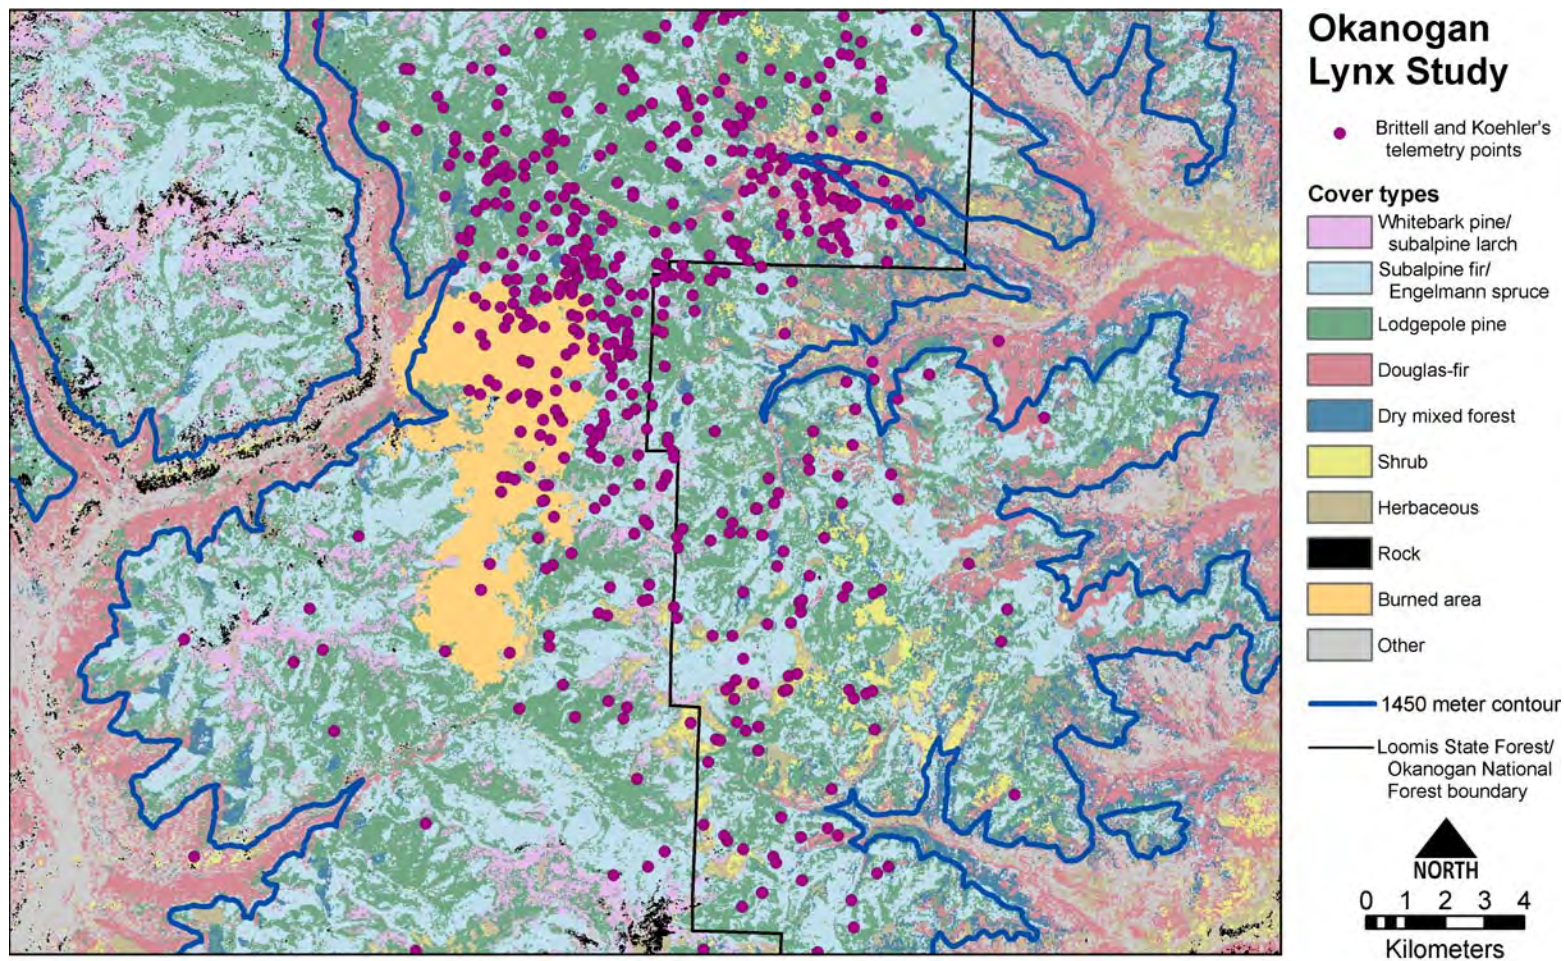 Okanogan
Lynx Study
Brittell and Koehler's
telemetry points
Cover types
Whitebark pine/
subalpine larch
Subalpine fir/
Engelmann spruce
Lodgepole pine
Douglas-fir
Dry mixed forest
Shrub
Herbaceous
Rock
Burned area
Other
1450 meter contour
Loomis State Forest/
Okanogan National
Forest boundary
NORTH
0 1 2 3 4
Kilometers